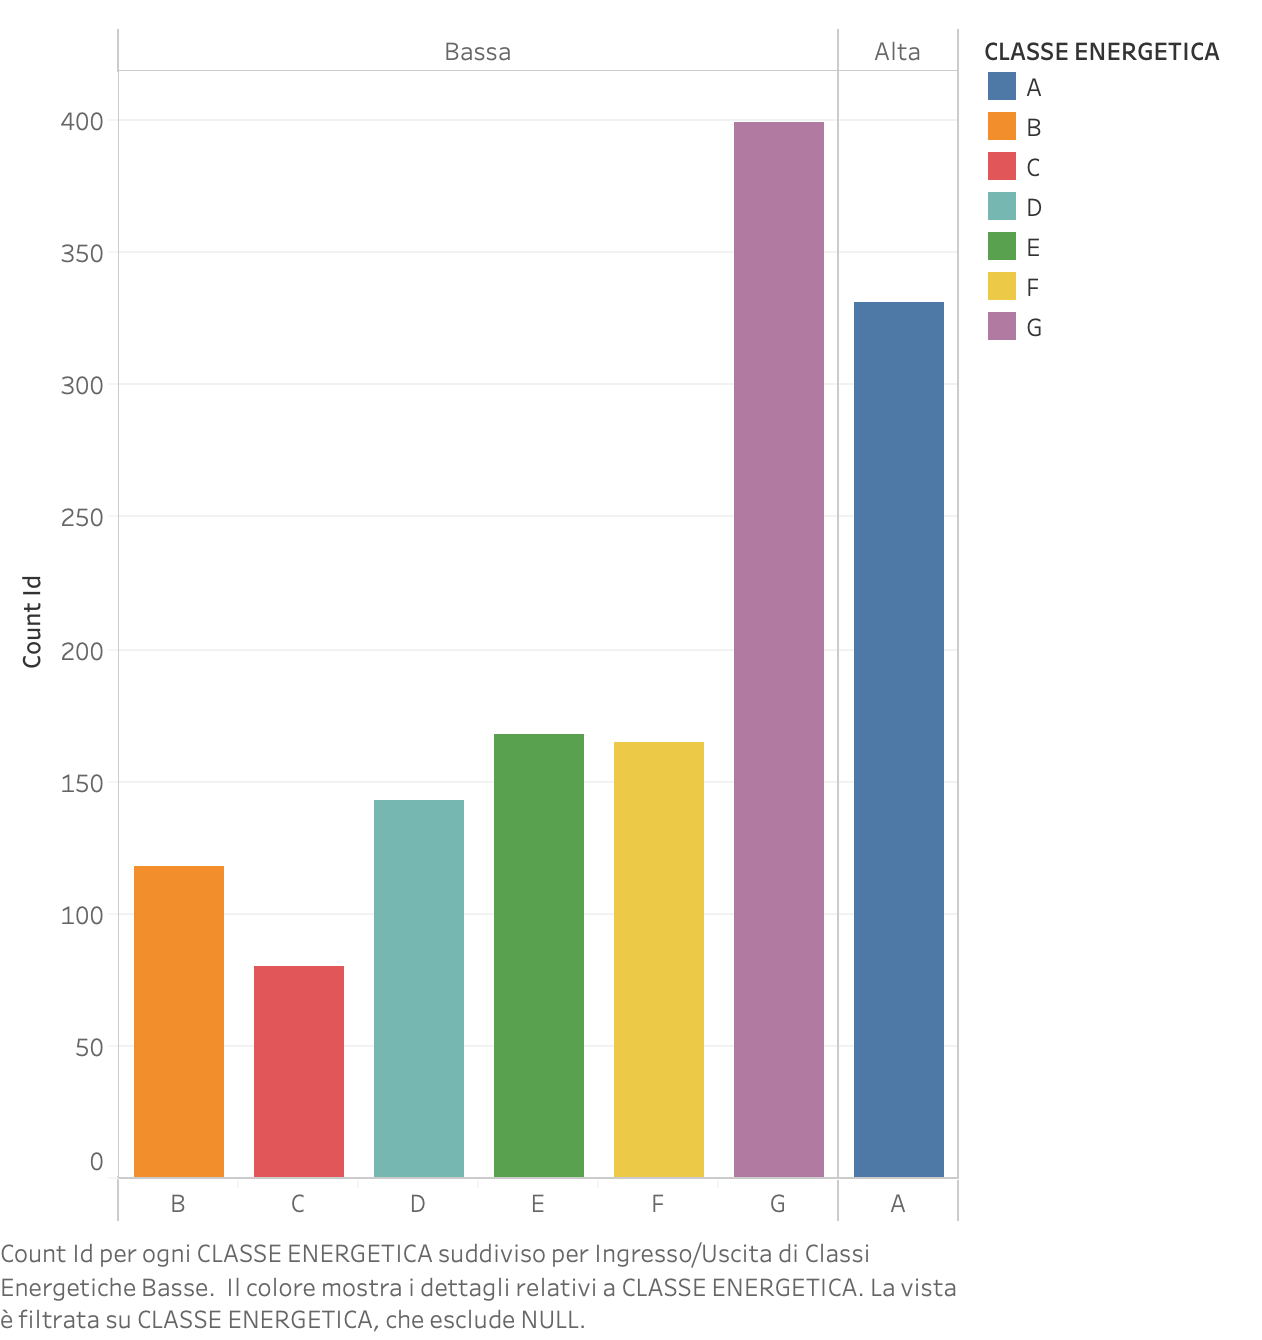 Bassa
Alta
CLASSE ENERGETICA
A
B
C
D
E
F
G
400
350
300
250
200
150
100
50
0
Count Id
B
C
D
E
F
G
A
Count Id per ogni CLASSE ENERGETICA suddiviso per Ingresso/Uscita di Classi
Energetiche Basse.  Il colore mostra i dettagli relativi a CLASSE ENERGETICA. La vista
è filtrata su CLASSE ENERGETICA, che esclude NULL.